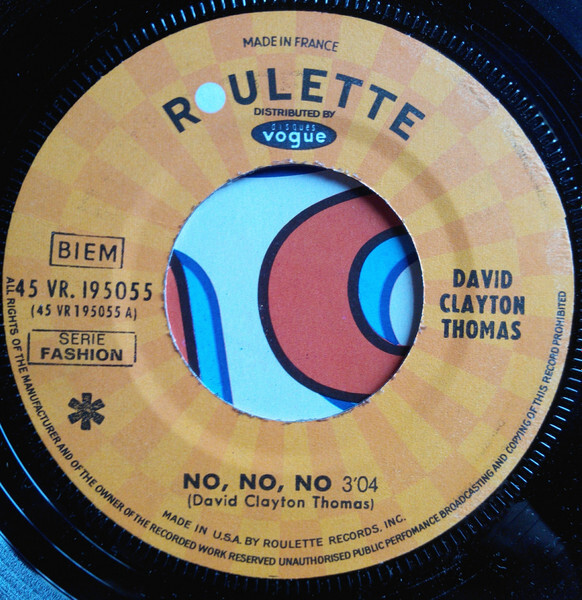 MADE IN FRANCE
ROULETTE
DISTRIBUTED BY
disques
vogue
BIEM
45 VR. 195055
(45 VR 195055 A)
SERIE
FASHION
DAVID
CLAYTON
THOMAS
NO, NO, NO 3'04
(David Clayton Thomas)
MADE IN U.S.A. BY ROULETTE RECORDS, INC.
ALL RIGHTS OF THE MANUFACTURER AND OF THE OWNER OF THE RECORDED WORK RESERVED UNAUTHORISED PUBLIC PERFOMANCE BROADCASTING AND COPYING OF THIS RECORD PROHIBITED